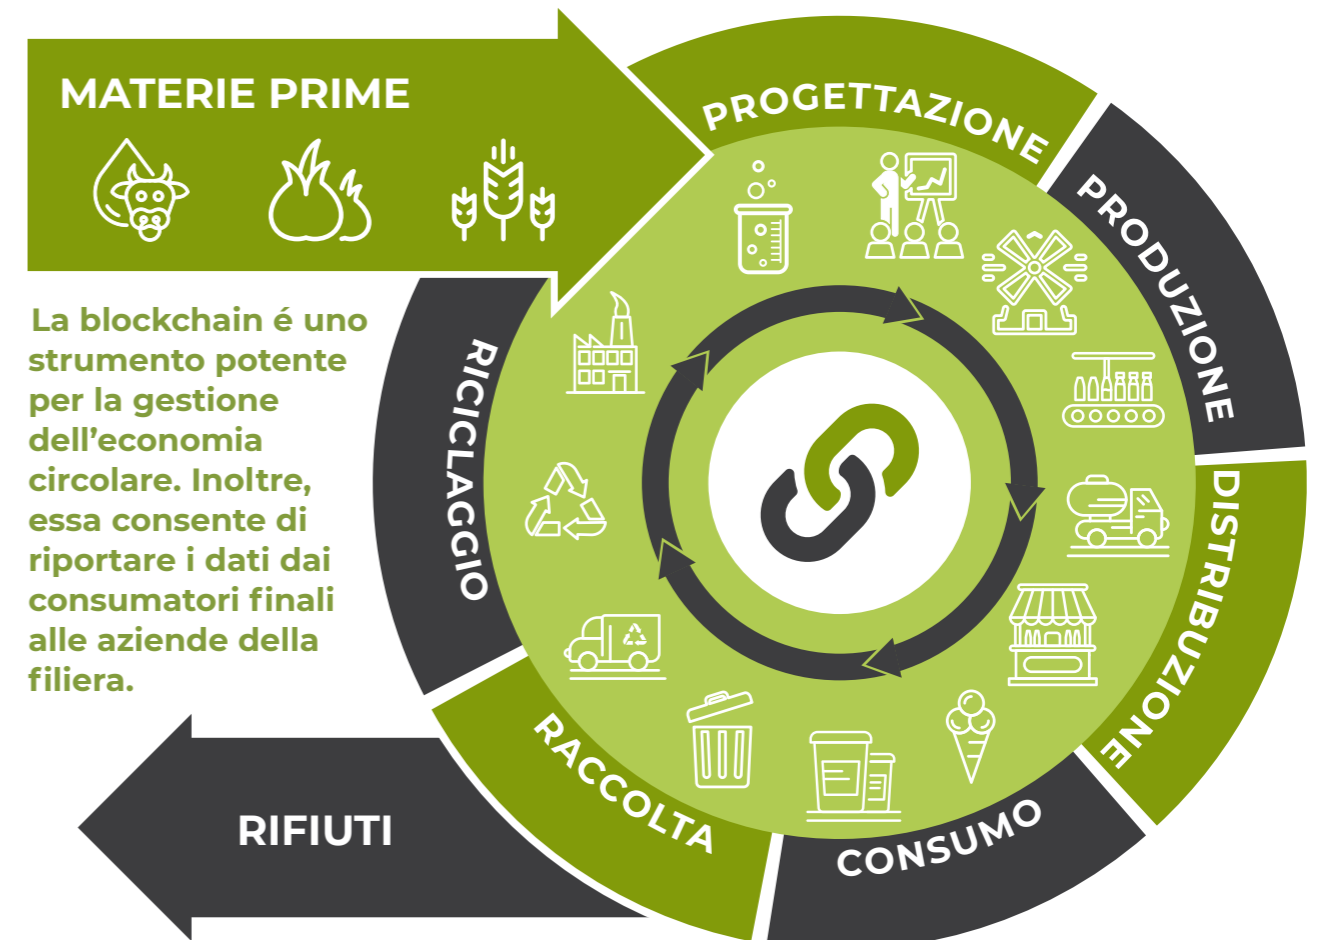 MATERIE PRIME
PROGETTAZIONE
PRODUZIONE
DISTRIBUZIONE
CONSUMO
RACCOLTA
RICICLAGGIO
La blockchain é uno
strumento potente
per la gestione
dell’economia
circolare. Inoltre,
essa consente di
riportare i dati dai
consumatori finali
alle aziende della
filiera.
RIFIUTI